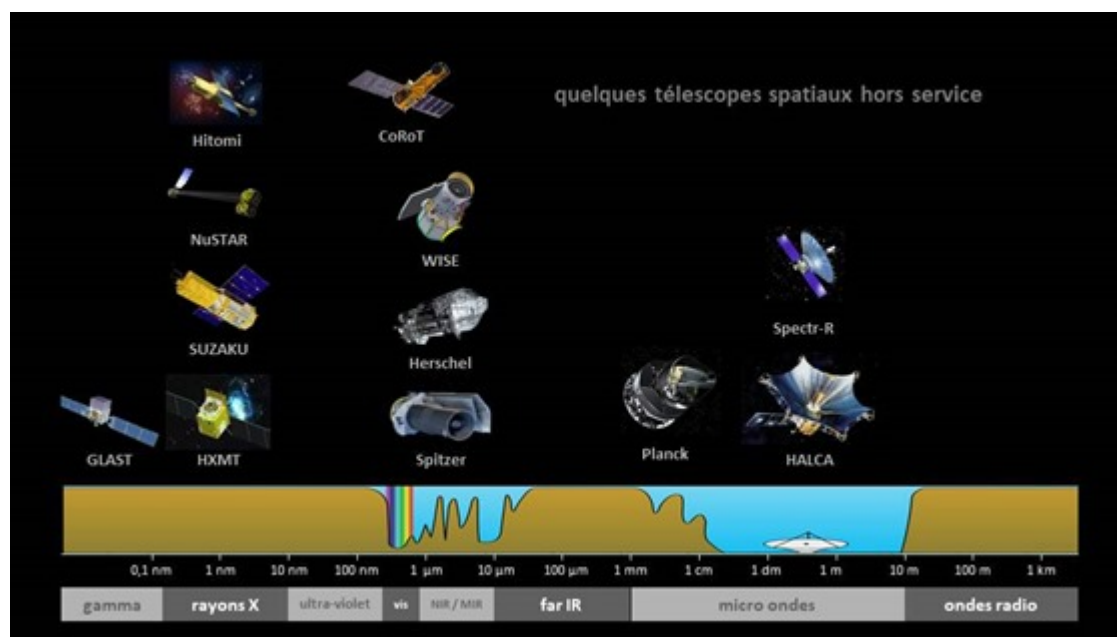 quelques télescopes spatiaux hors service
Hitomi
CoRoT
NuSTAR
WISE
SUZAKU
Herschel
Spectr-R
GLAST
HXMT
Spitzer
Planck
HALCA
0,1 nm 1 nm 10 nm 100 nm 1 µm 10 µm 100 µm 1 mm 1 cm 1 dm 1 m 10 m 100 m 1 km
gamma rayons X ultra-violet vis NIR / MIR far IR micro ondes ondes radio